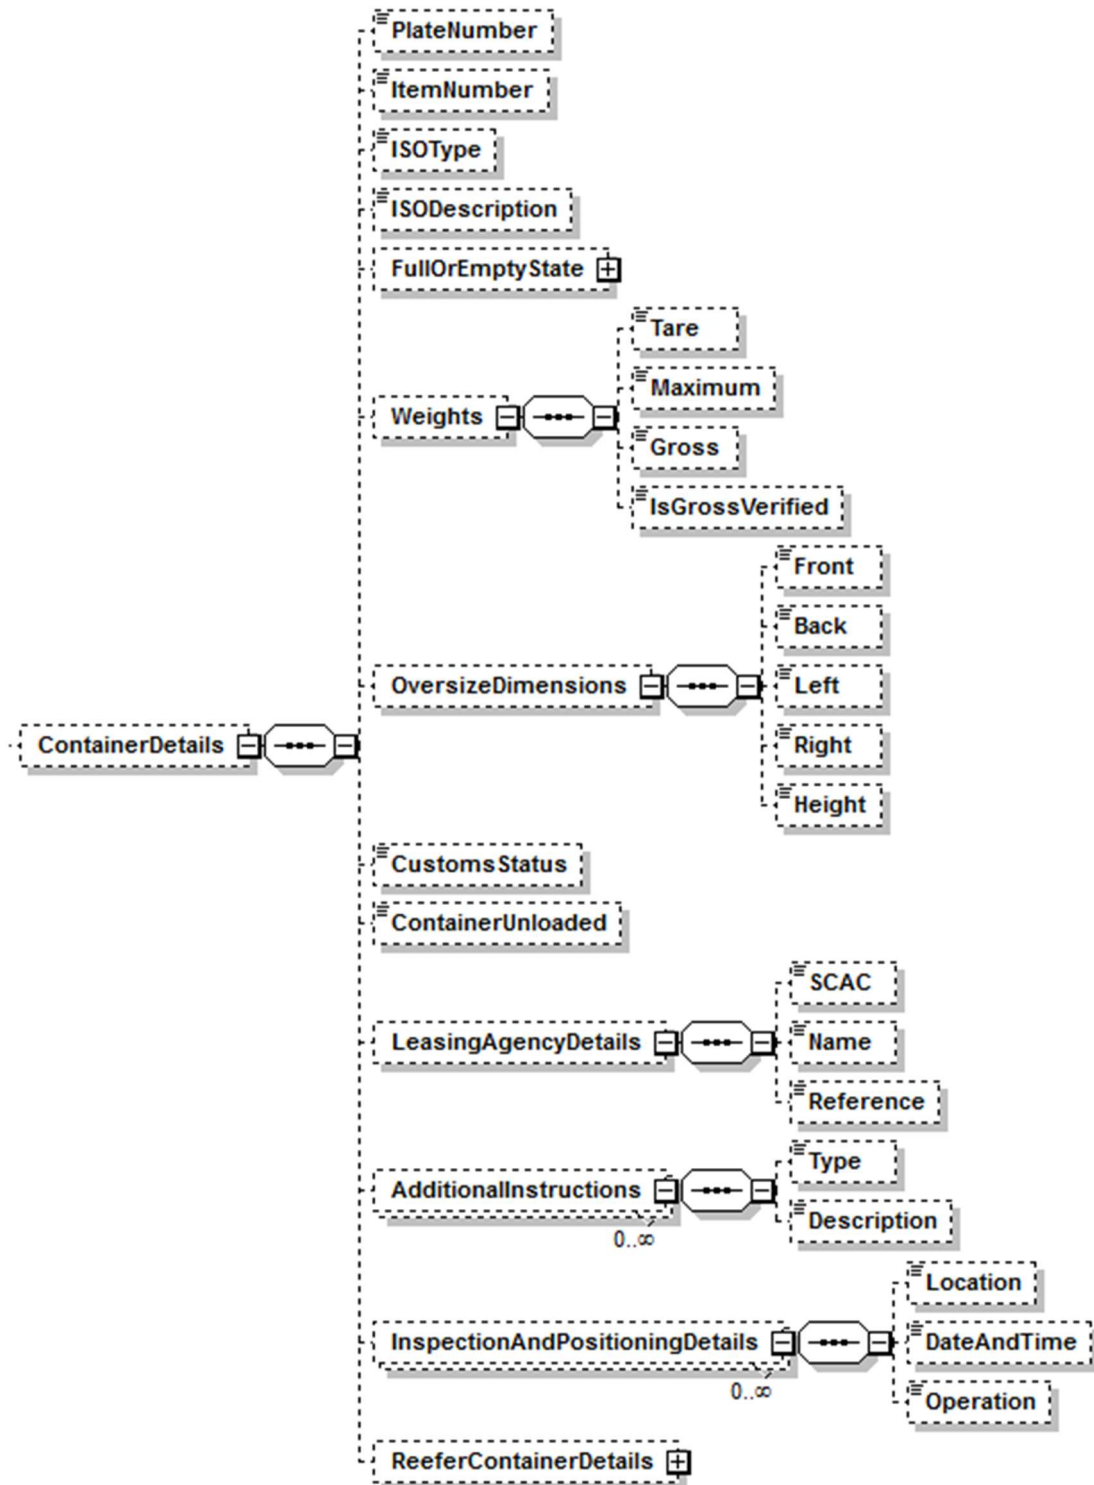 PlateNumber
ItemNumber
ISOType
ISODescription
FullOrEmptyState
Tare
Maximum
Weights
Gross
IsGrossVerified
Front
Back
OversizeDimensions
Left
Right
Height
ContainerDetails
CustomsStatus
ContainerUnloaded
SCAC
LeasingAgencyDetails
Name
Reference
Type
AdditionalInstructions
0..∞
Description
Location
InspectionAndPositioningDetails
0..∞
DateAndTime
Operation
ReeferContainerDetails